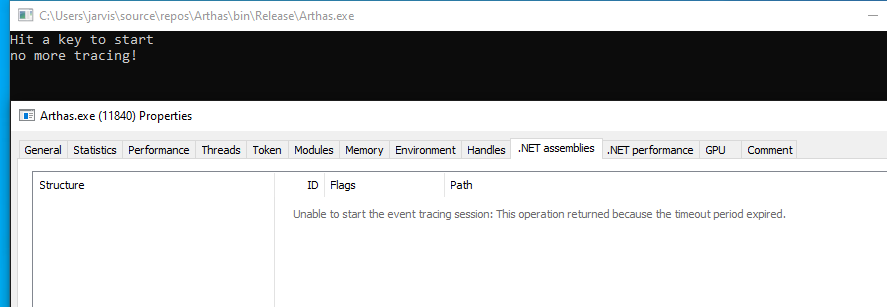 C:\Users\jarvis\source\repos\Arthas\bin\Release\Arthas.exe
Hit a key to start
no more tracing!
Arthas.exe (11840) Properties
General Statistics Performance Threads Token Modules Memory Environment Handles .NET assemblies .NET performance GPU Comment
Structure ID Flags Path
Unable to start the event tracing session: This operation returned because the timeout period expired.